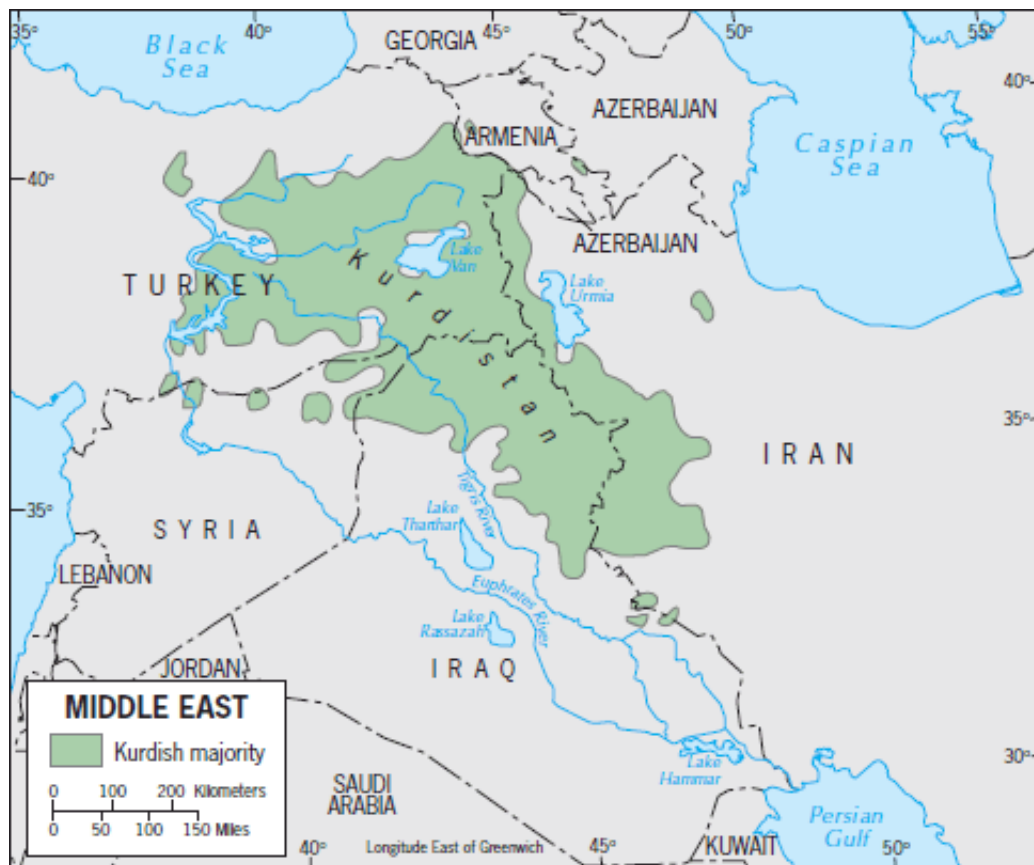 35°
40°
45°
50°
55°
Black
Sea
GEORGIA
40°
AZERBAIJAN
ARMENIA
Caspian
Sea
40°
AZERBAIJAN
Lake
Van
TURKEY
Lake
Urmia
Kurdistan
35°
IRAN
35°
SYRIA
Tigris River
Lake
Tharthar
LEBANON
Euphrates River
Lake
Rassazah
IRAQ
JORDAN
MIDDLE EAST
Kurdish majority
0 100 200 Kilometers
0 50 100 150 Miles
30°
Lake
Hammar
SAUDI
ARABIA
Persian
Gulf
KUWAIT
40°
Longitude East of Greenwich
45°
50°